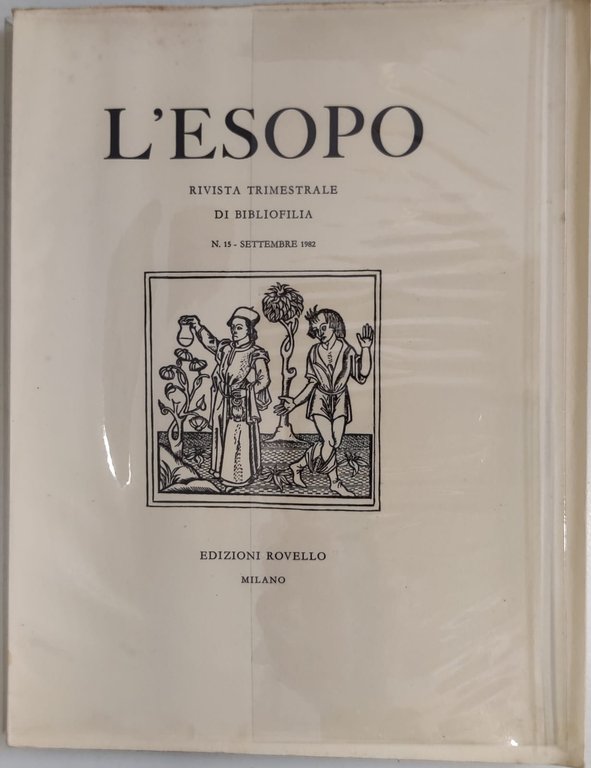 L'ESOPO
RIVISTA TRIMESTRALE
DI BIBLIOFILIA
N. 15 - SETTEMBRE 1982
EDIZIONI ROVELLO
MILANO